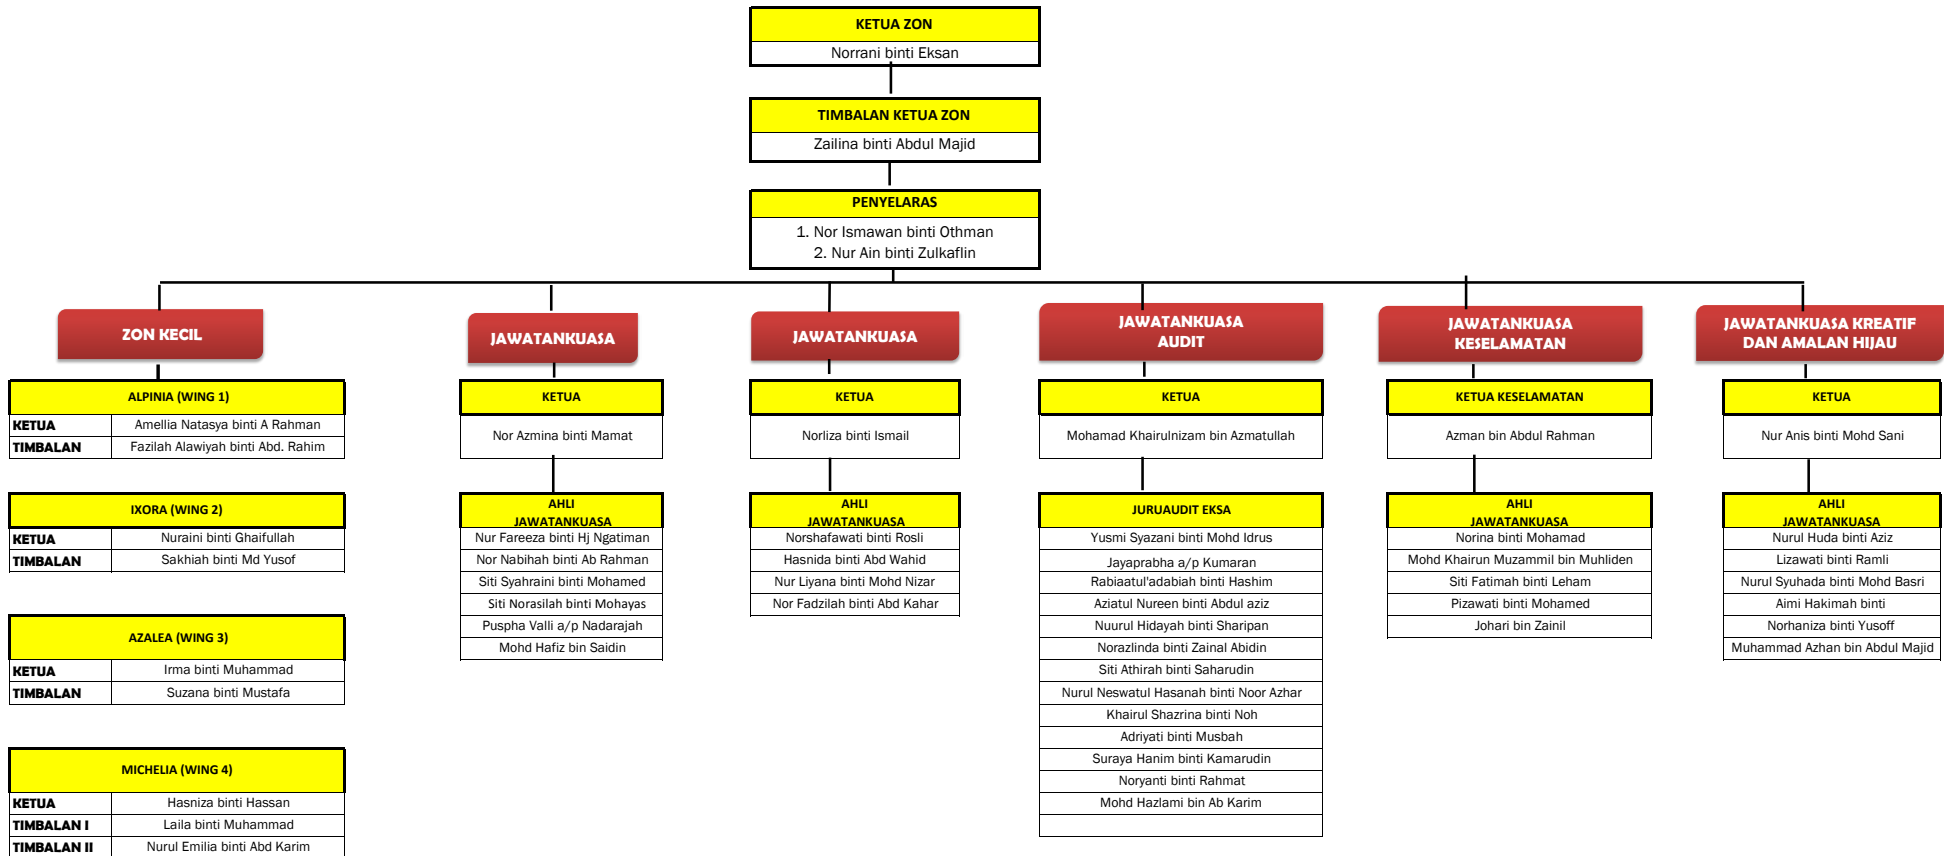 KETUA ZON
Norrani binti Eksan
TIMBALAN KETUA ZON
Zailina binti Abdul Majid
PENYELARAS
1. Nor Ismawan binti Othman
2. Nur Ain binti Zulkaflin
ZON KECIL
ALPINIA (WING 1)
KETUA Amellia Natasya binti A Rahman
TIMBALAN Fazilah Alawiyah binti Abd. Rahim
IXORA (WING 2)
KETUA Nuraini binti Ghaifullah
TIMBALAN Sakhiah binti Md Yusof
AZALEA (WING 3)
KETUA Irma binti Muhammad
TIMBALAN Suzana binti Mustafa
MICHELIA (WING 4)
KETUA Hasniza binti Hassan
TIMBALAN I Laila binti Muhammad
TIMBALAN II Nurul Emilia binti Abd Karim
JAWATANKUASA
KETUA
Nor Azmina binti Mamat
AHLI
JAWATANKUASA
Nur Fareeza binti Hj Ngatiman
Nor Nabihah binti Ab Rahman
Siti Syahraini binti Mohamed
Siti Norasilah binti Mohayas
Puspha Valli a/p Nadarajah
Mohd Hafiz bin Saidin
JAWATANKUASA
KETUA
Norliza binti Ismail
AHLI
JAWATANKUASA
Norshafawati binti Rosli
Hasnida binti Abd Wahid
Nur Liyana binti Mohd Nizar
Nor Fadzilah binti Abd Kahar
JAWATANKUASA
AUDIT
KETUA
Mohamad Khairulnizam bin Azmatullah
JURUAUDIT EKSA
Yusmi Syazani binti Mohd Idrus
Jayaprabha a/p Kumaran
Rabiaatul'adabiah binti Hashim
Aziatul Nureen binti Abdul aziz
Nuurul Hidayah binti Sharipan
Norazlinda binti Zainal Abidin
Siti Athirah binti Saharudin
Nurul Neswatul Hasanah binti Noor Azhar
Khairul Shazrina binti Noh
Adriyati binti Musbah
Suraya Hanim binti Kamarudin
Noryanti binti Rahmat
Mohd Hazlami bin Ab Karim
JAWATANKUASA
KESELAMATAN
KETUA KESELAMATAN
Azman bin Abdul Rahman
AHLI
JAWATANKUASA
Norina binti Mohamad
Mohd Khairun Muzammil bin Muhliden
Siti Fatimah binti Leham
Pizawati binti Mohamed
Johari bin Zainil
JAWATANKUASA KREATIF
DAN AMALAN HIJAU
KETUA
Nur Anis binti Mohd Sani
AHLI
JAWATANKUASA
Nurul Huda binti Aziz
Lizawati binti Ramli
Nurul Syuhada binti Mohd Basri
Aimi Hakimah binti
Norhaniza binti Yusoff
Muhammad Azhan bin Abdul Majid